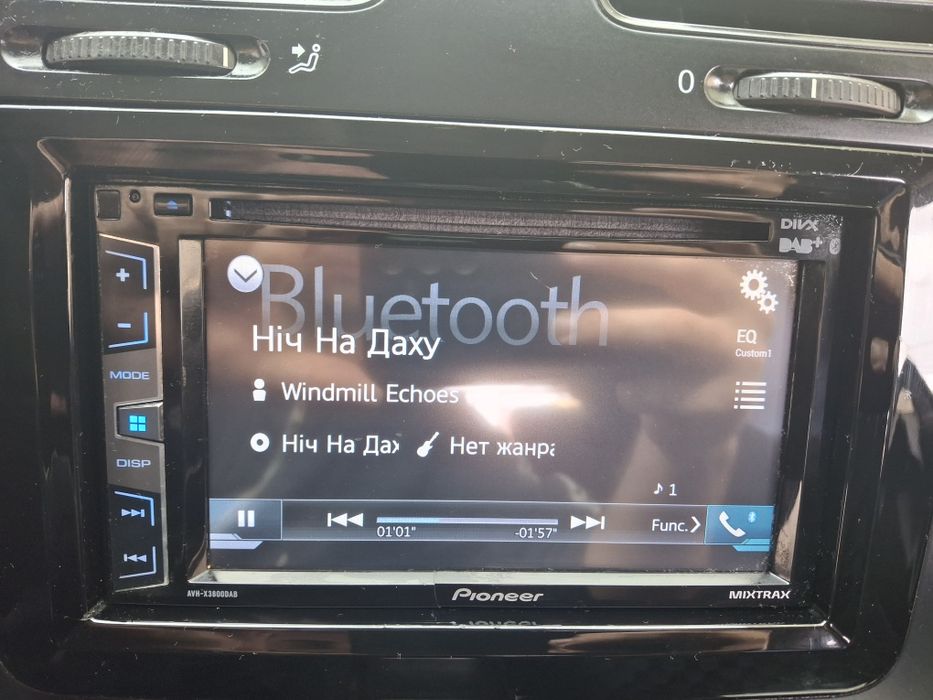 0
DivX
DAB+
MODE
DISP
Bluetooth
Ніч На Даху
Windmill Echoes
Ніч На Дах Нет жанра
EQ
Custom1
♪ 1
01'01" -01'57"
Func.
AVH-X3800DAB
Pioneer
MIXTRAX